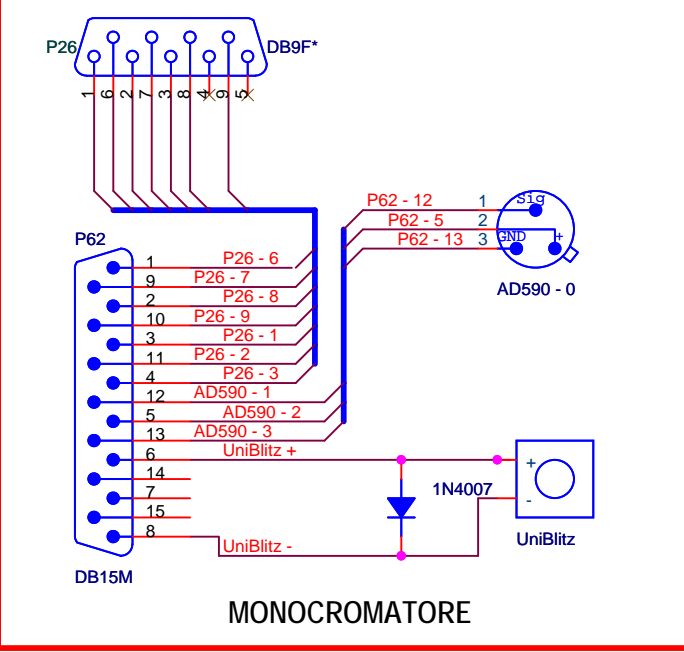 P26 DB9F*
1 6 2 7 3 8 4 9 5
P62 - 12 1 Sig
P62 - 5 2
P62 - 13 3 GND +
AD590 - 0
P62
1 P26 - 6
9 P26 - 7
2 P26 - 8
10 P26 - 9
3 P26 - 1
11 P26 - 2
4 P26 - 3
12 AD590 - 1
5 AD590 - 2
13 AD590 - 3
6 UniBlitz +
14
7
15
8 UniBlitz -
1N4007
+
-
UniBlitz
DB15M
MONOCROMATORE